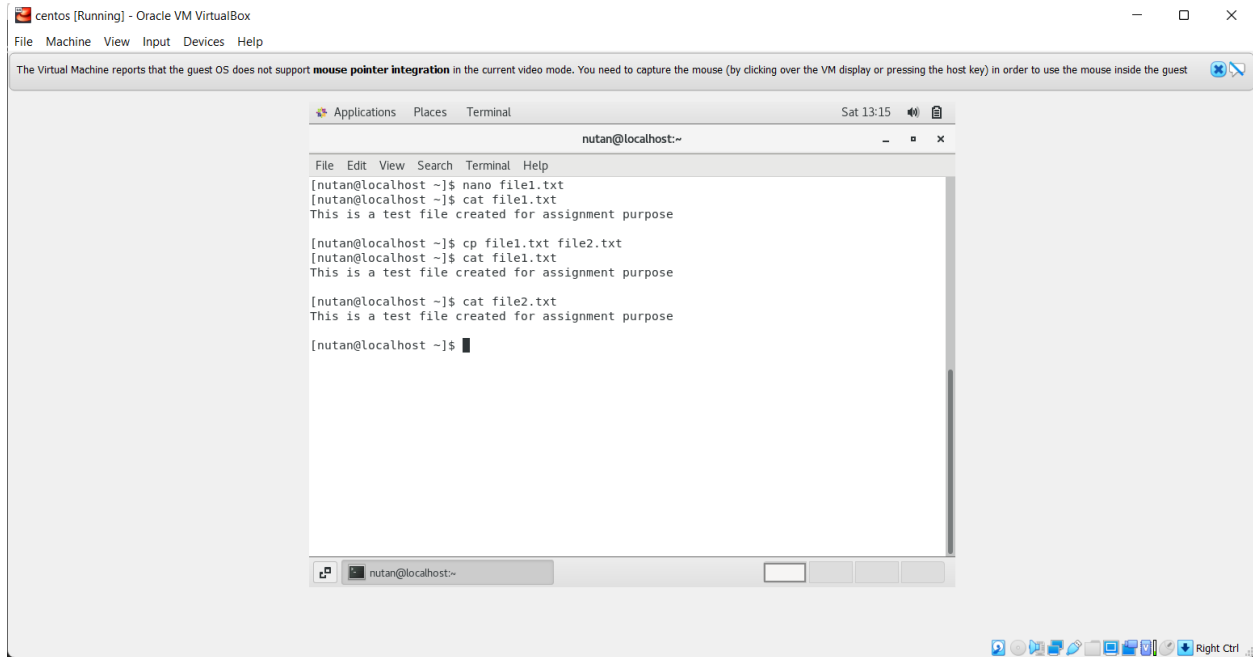 centos [Running] - Oracle VM VirtualBox
File Machine View Input Devices Help
The Virtual Machine reports that the guest OS does not support mouse pointer integration in the current video mode. You need to capture the mouse (by clicking over the VM display or pressing the host key) in order to use the mouse inside the guest
Applications Places Terminal Sat 13:15
nutan@localhost:~
File Edit View Search Terminal Help
[nutan@localhost ~]$ nano file1.txt
[nutan@localhost ~]$ cat file1.txt
This is a test file created for assignment purpose
[nutan@localhost ~]$ cp file1.txt file2.txt
[nutan@localhost ~]$ cat file1.txt
This is a test file created for assignment purpose
[nutan@localhost ~]$ cat file2.txt
This is a test file created for assignment purpose
[nutan@localhost ~]$
nutan@localhost:~
Right Ctrl